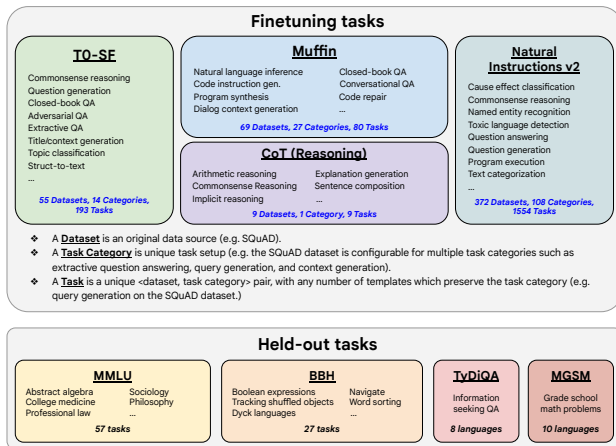 Finetuning tasks
T0-SF
Commonsense reasoning
Question generation
Closed-book QA
Adversarial QA
Extractive QA
Title/context generation
Topic classification
Struct-to-text
...
55 Datasets, 14 Categories,
193 Tasks
Muffin
Natural language inference
Code instruction gen.
Program synthesis
Dialog context generation
Closed-book QA
Conversational QA
Code repair
...
69 Datasets, 27 Categories, 80 Tasks
CoT (Reasoning)
Arithmetic reasoning
Commonsense Reasoning
Implicit reasoning
Explanation generation
Sentence composition
...
9 Datasets, 1 Category, 9 Tasks
Natural
Instructions v2
Cause effect classification
Commonsense reasoning
Named entity recognition
Toxic language detection
Question answering
Question generation
Program execution
Text categorization
...
372 Datasets, 108 Categories,
1554 Tasks
❖ A Dataset is an original data source (e.g. SQuAD).
❖ A Task Category is unique task setup (e.g. the SQuAD dataset is configurable for multiple task categories such as
extractive question answering, query generation, and context generation).
❖ A Task is a unique <dataset, task category> pair, with any number of templates which preserve the task category (e.g.
query generation on the SQuAD dataset.)
Held-out tasks
MMLU
Abstract algebra
College medicine
Professional law
Sociology
Philosophy
...
57 tasks
BBH
Boolean expressions
Tracking shuffled objects
Dyck languages
Navigate
Word sorting
...
27 tasks
TyDiQA
Information
seeking QA
8 languages
MGSM
Grade school
math problems
10 languages